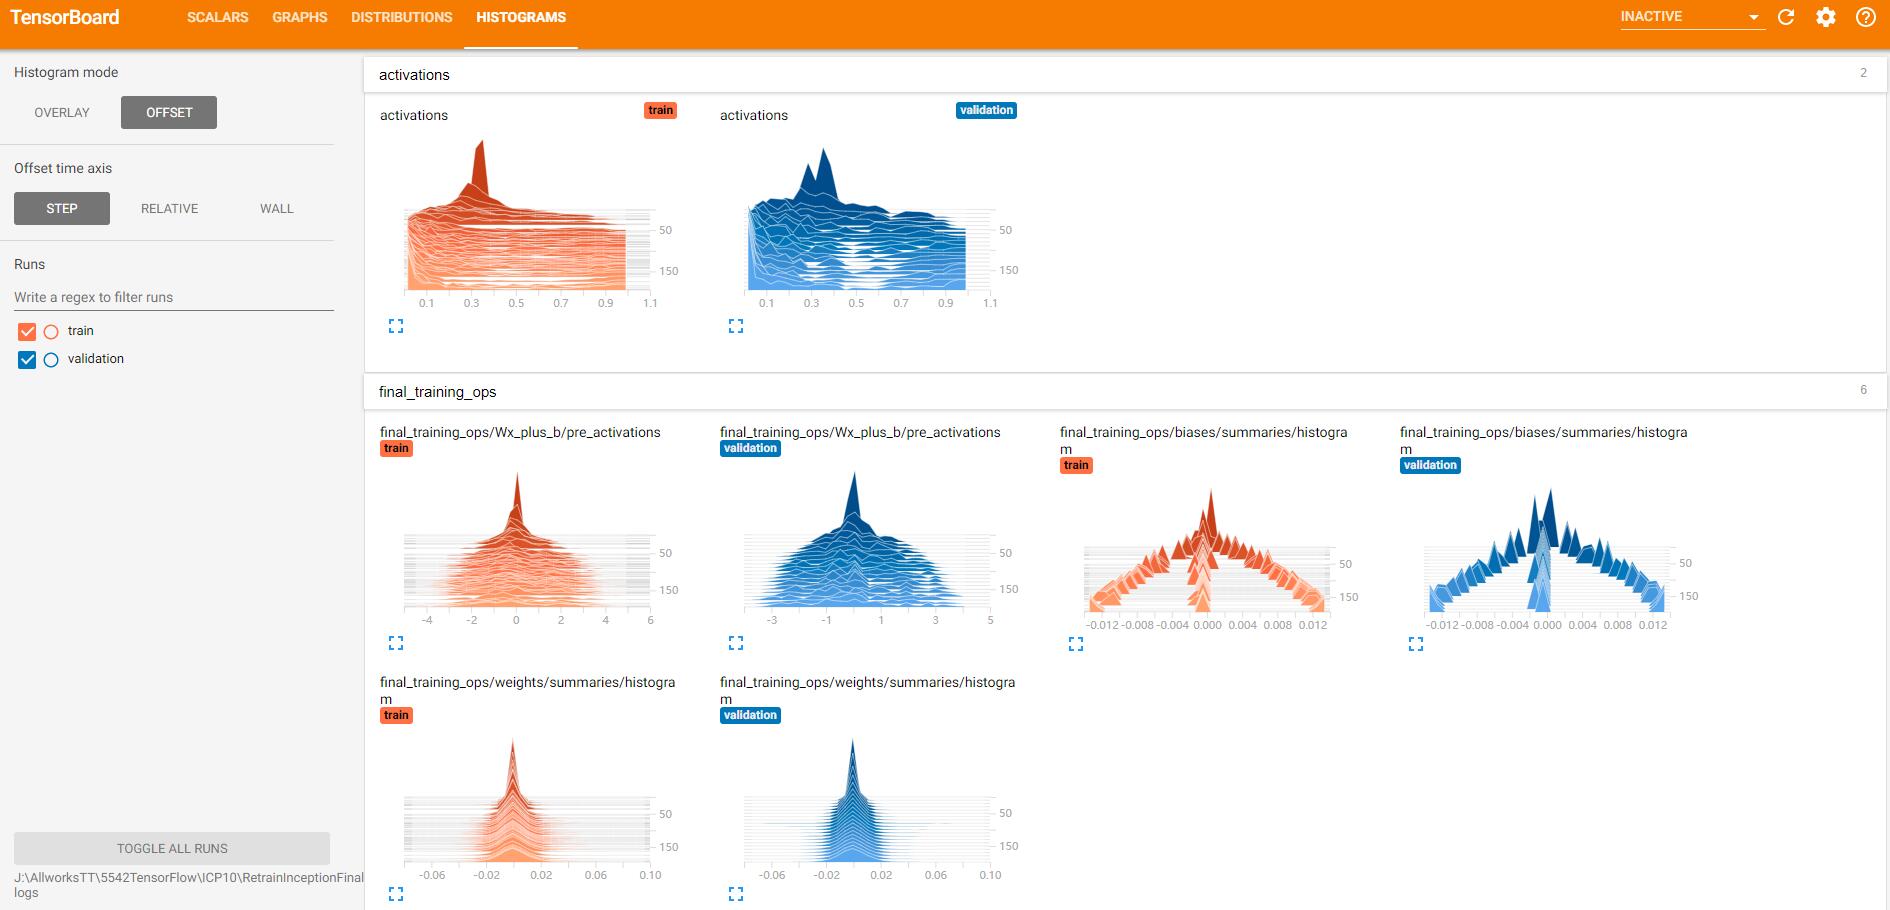 TensorBoard SCALARS GRAPHS DISTRIBUTIONS HISTOGRAMS INACTIVE
Histogram mode
OVERLAY OFFSET
Offset time axis
STEP RELATIVE WALL
Runs
Write a regex to filter runs
train
validation
TOGGLE ALL RUNS
J:\AllworksTT\5542TensorFlow\ICP10\RetrainInceptionFinal
logs
activations 2
activations train
50
150
0.1 0.3 0.5 0.7 0.9 1.1
activations validation
50
150
0.1 0.3 0.5 0.7 0.9 1.1
final_training_ops 6
final_training_ops/Wx_plus_b/pre_activations
train
50
150
-4 -2 0 2 4 6
final_training_ops/Wx_plus_b/pre_activations
validation
50
150
-3 -1 1 3 5
final_training_ops/biases/summaries/histogra
m
train
50
150
-0.012 -0.008 -0.004 0.000 0.004 0.008 0.012
final_training_ops/biases/summaries/histogra
m
validation
50
150
-0.012 -0.008 -0.004 0.000 0.004 0.008 0.012
final_training_ops/weights/summaries/histogra
m
train
50
150
-0.06 -0.02 0.02 0.06 0.10
final_training_ops/weights/summaries/histogra
m
validation
50
150
-0.06 -0.02 0.02 0.06 0.10